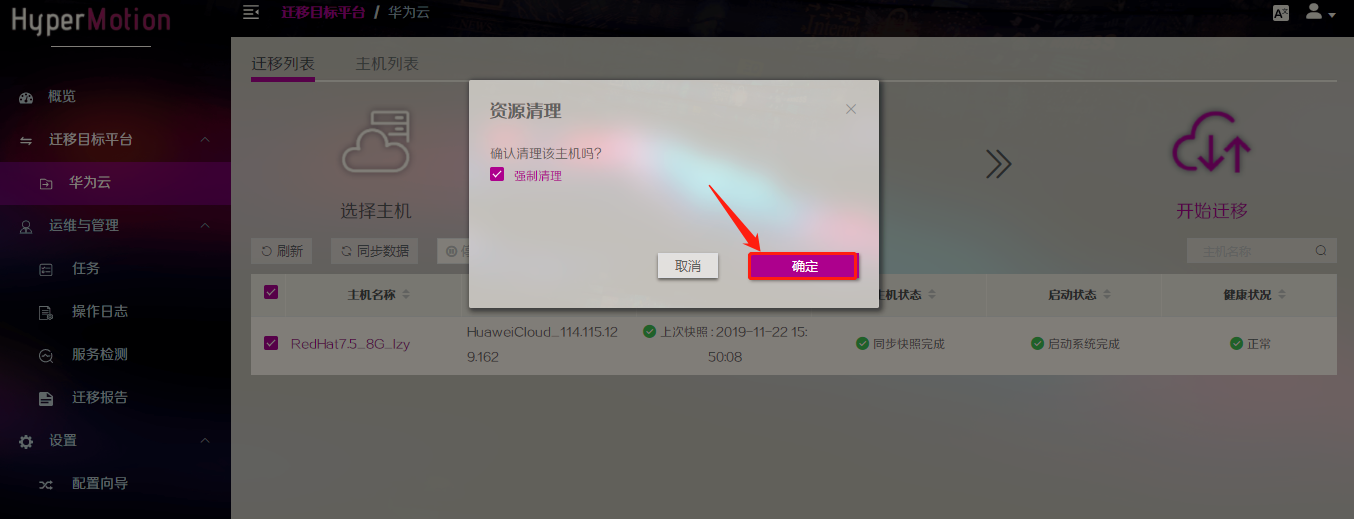 HyperMotion
迁移目标平台 / 华为云
概览
迁移目标平台
华为云
运维与管理
任务
操作日志
服务检测
迁移报告
设置
配置向导
迁移列表 主机列表
选择主机
开始迁移
刷新 同步数据
主机名称
资源清理
确认清理该主机吗?
强制清理
取消 确定
主机名称 主机状态 启动状态 健康状况
RedHat7.5_8G_lzy
HuaweiCloud_114.115.12
9.162
上次快照:2019-11-22 15:
50:08
同步快照完成
启动系统完成
正常